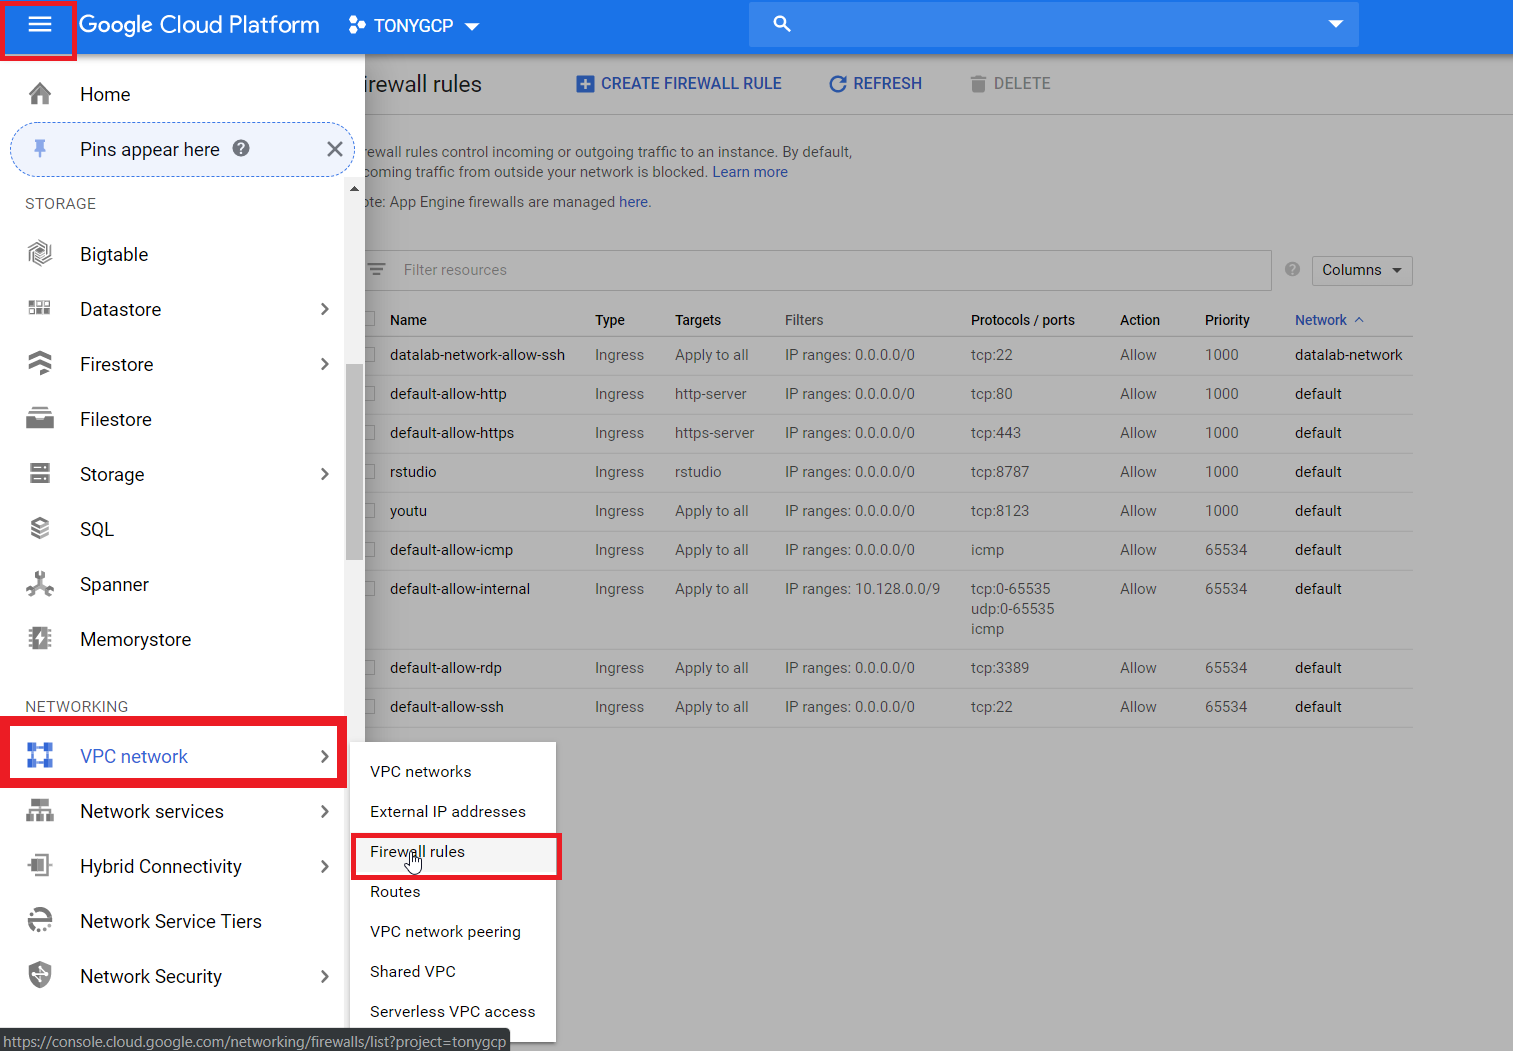 Google Cloud Platform
TONYGCP
Home
Pins appear here
STORAGE
Bigtable
Datastore
Firestore
Filestore
Storage
SQL
Spanner
Memorystore
NETWORKING
VPC network
Network services
Hybrid Connectivity
Network Service Tiers
Network Security
irewall rules
CREATE FIREWALL RULE
REFRESH
DELETE
rewall rules control incoming or outgoing traffic to an instance. By default,
coming traffic from outside your network is blocked. Learn more
ote: App Engine firewalls are managed here.
Filter resources
Columns
Name Type Targets Filters Protocols / ports Action Priority Network
datalab-network-allow-ssh Ingress Apply to all IP ranges: 0.0.0.0/0 tcp:22 Allow 1000 datalab-network
default-allow-http Ingress http-server IP ranges: 0.0.0.0/0 tcp:80 Allow 1000 default
default-allow-https Ingress https-server IP ranges: 0.0.0.0/0 tcp:443 Allow 1000 default
rstudio Ingress rstudio IP ranges: 0.0.0.0/0 tcp:8787 Allow 1000 default
youtu Ingress Apply to all IP ranges: 0.0.0.0/0 tcp:8123 Allow 1000 default
default-allow-icmp Ingress Apply to all IP ranges: 0.0.0.0/0 icmp Allow 65534 default
default-allow-internal Ingress Apply to all IP ranges: 10.128.0.0/9 tcp:0-65535 Allow 65534 default
udp:0-65535
icmp
default-allow-rdp Ingress Apply to all IP ranges: 0.0.0.0/0 tcp:3389 Allow 65534 default
default-allow-ssh Ingress Apply to all IP ranges: 0.0.0.0/0 tcp:22 Allow 65534 default
VPC networks
External IP addresses
Firewall rules
Routes
VPC network peering
Shared VPC
Serverless VPC access
https://console.cloud.google.com/networking/firewalls/list?project=tonygcp